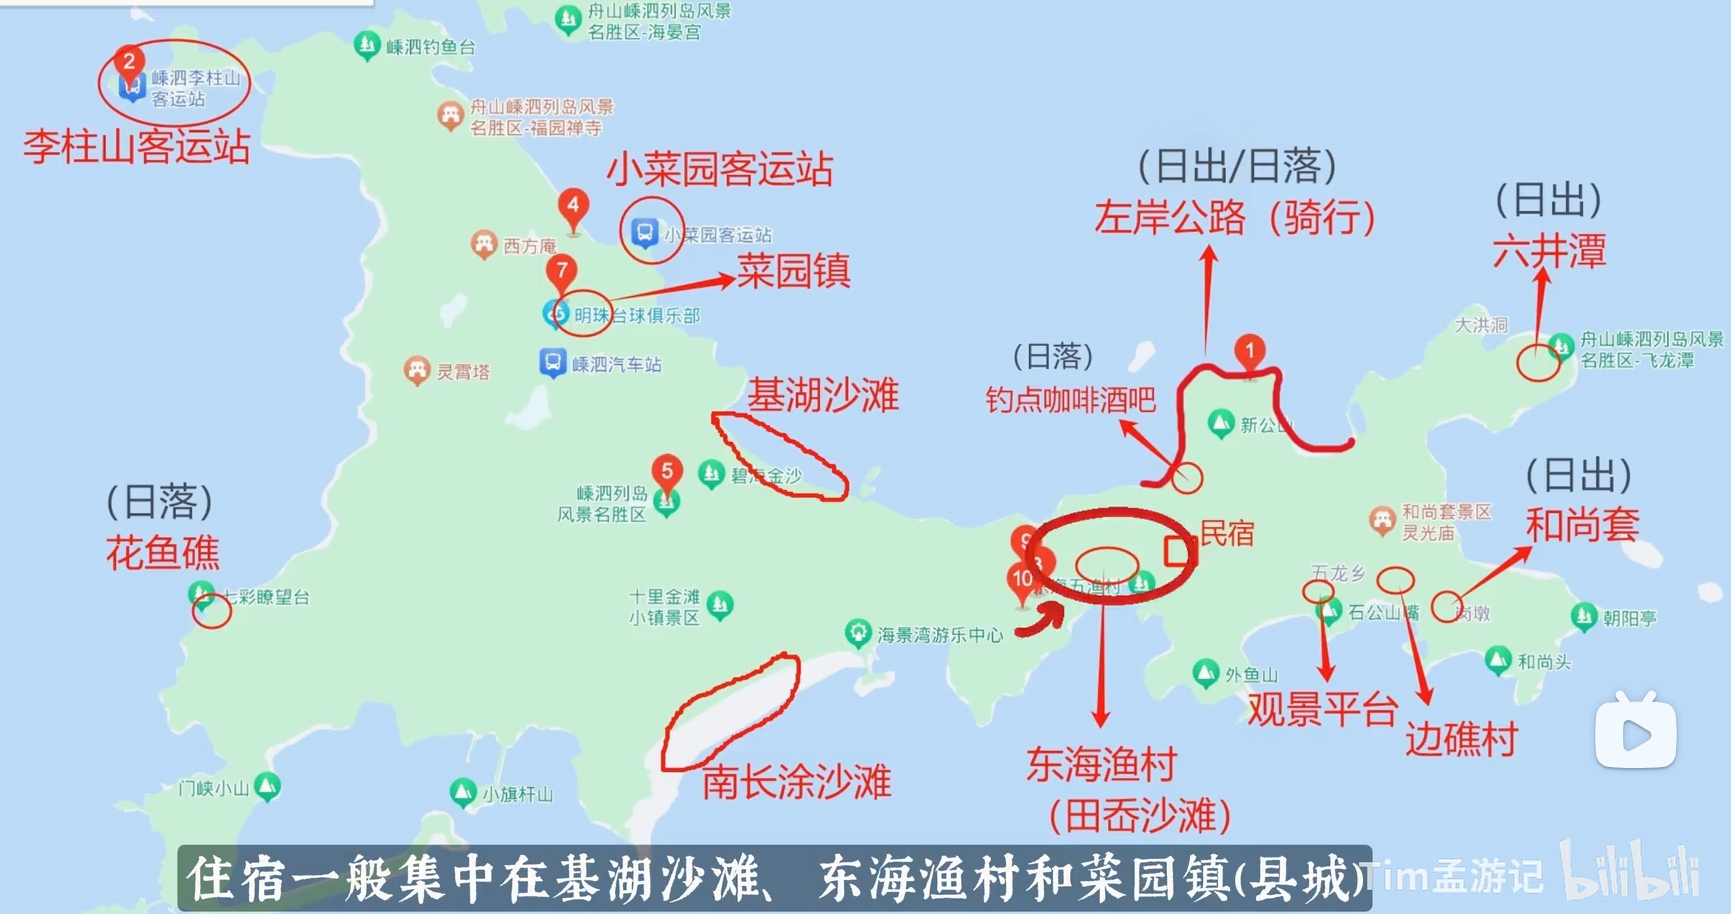 舟山嵊泗列岛风景
名胜区-海晏宫
嵊泗钓鱼台
2
嵊泗李柱山
客运站
李柱山客运站
舟山嵊泗列岛风景
名胜区-福园禅寺
小菜园客运站
4
小菜园客运站
西方庵
7
菜园镇
明珠台球俱乐部
嵊泗汽车站
灵霄塔
(日出/日落)
左岸公路（骑行）
(日出)
六井潭
大洪洞
舟山嵊泗列岛风景
名胜区-飞龙潭
1
(日落)
钓点咖啡酒吧
新公山
基湖沙滩
碧海金沙
5
嵊泗列岛
风景名胜区
(日落)
花鱼礁
七彩瞭望台
(日出)
和尚套
和尚套景区
灵光庙
民宿
9
10
东海五渔村
五龙乡
石公山嘴
岗墩
朝阳亭
和尚头
外鱼山
十里金滩
小镇景区
海景湾游乐中心
观景平台
边礁村
东海渔村
（田岙沙滩）
南长涂沙滩
门峡小山
小旗杆山
住宿一般集中在基湖沙滩、东海渔村和菜园镇(县城)
Tim孟游记
bilibili